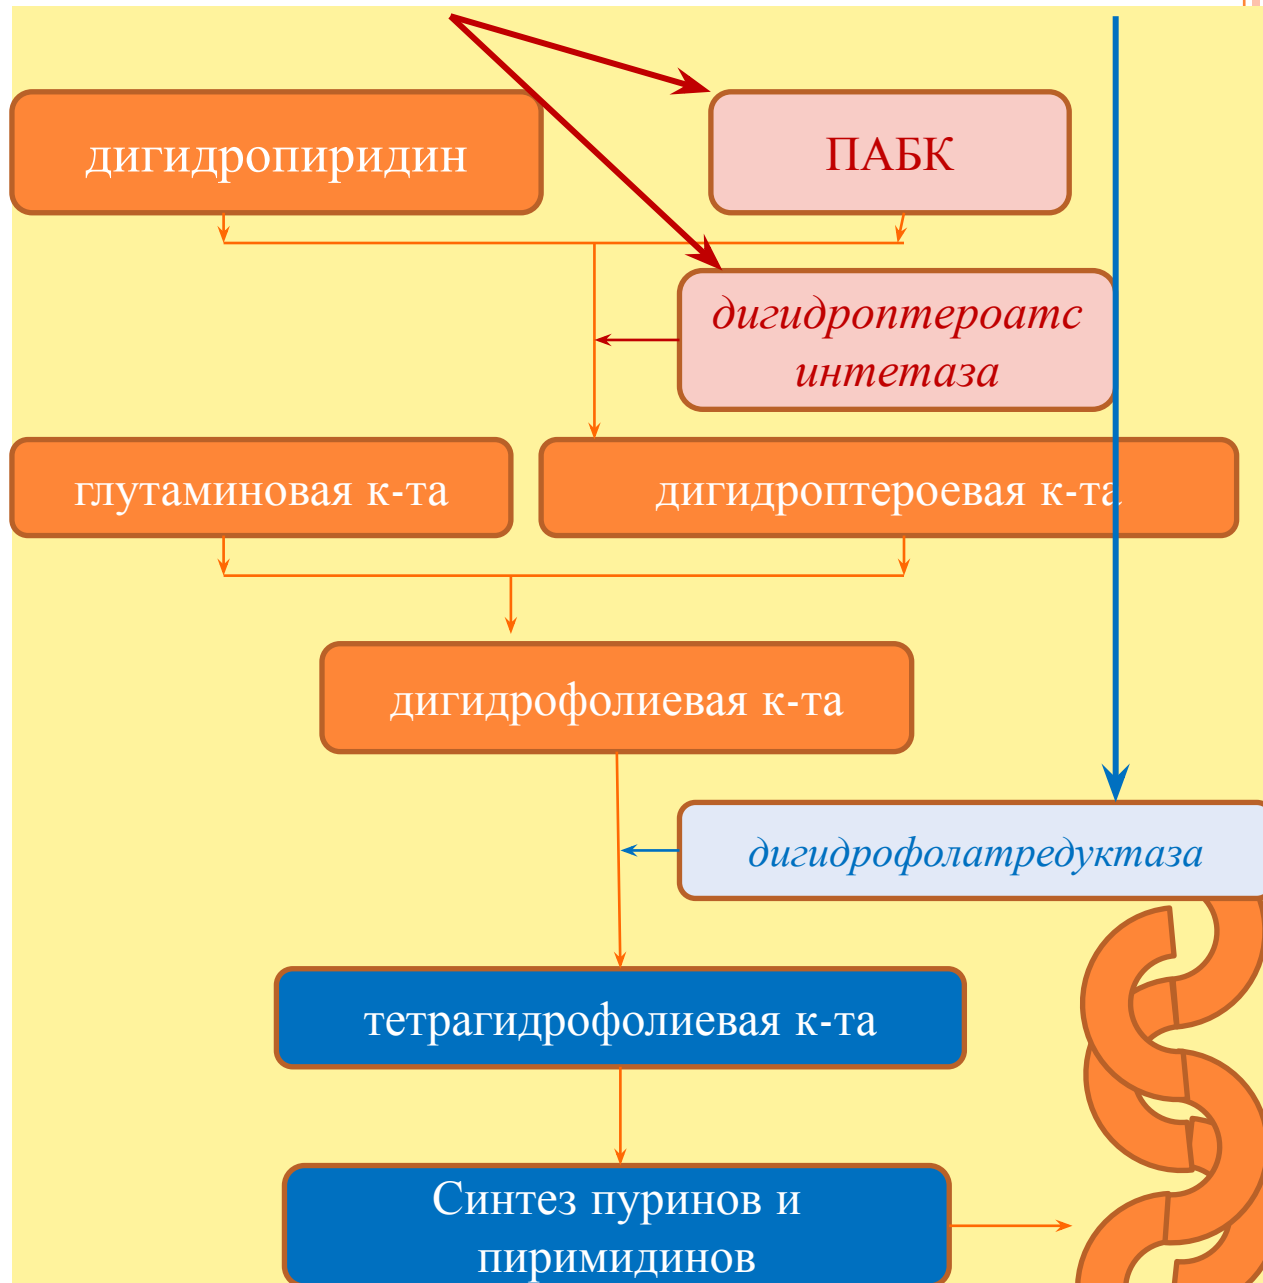 дигидропиридин
ПАБК
дигидроптероатс
интетаза
глутаминовая к-та
дигидроптероевая к-та
дигидрофолиевая к-та
дигидрофолатредуктаза
тетрагидрофолиевая к-та
Синтез пуринов и
пиримидинов